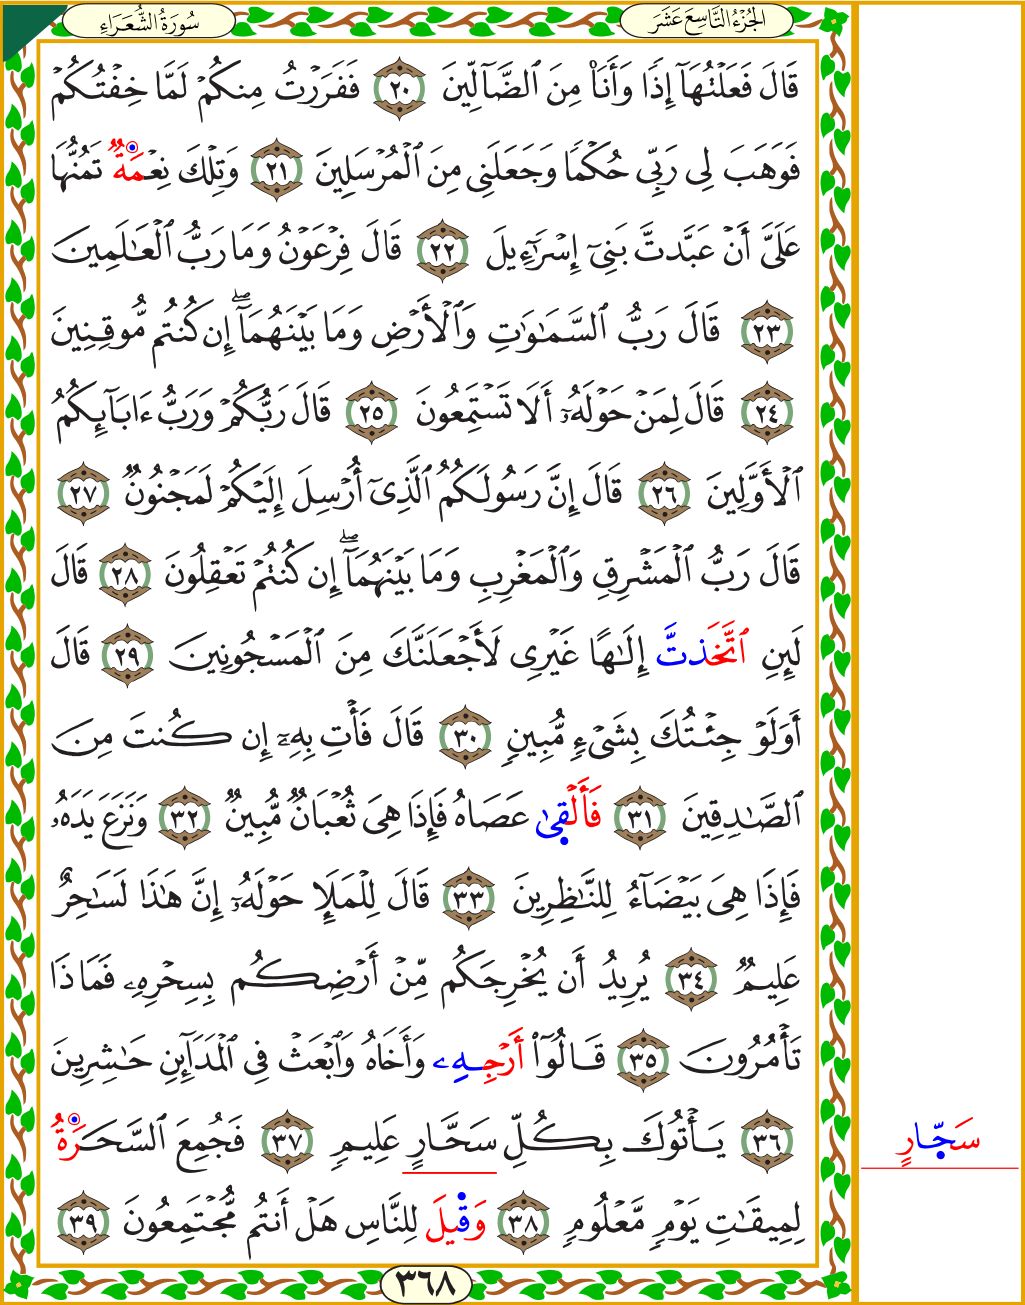 الجُزْءُ التَّاسِعَ عَشَرَ
سُورَةُ الشُّعَرَاءِ
قَالَ فَعَلْتُهَآ إِذًا وَأَنَا۠ مِنَ ٱلضَّآلِّينَ ٢٠ فَفَرَرْتُ مِنكُمْ لَمَّا خِفْتُكُمْ
فَوَهَبَ لِى رَبِّى حُكْمًا وَجَعَلَنِى مِنَ ٱلْمُرْسَلِينَ ٢١ وَتِلْكَ نِعْمَةٌ تَمُنُّهَا
عَلَىَّ أَنْ عَبَّدتَّ بَنِىٓ إِسْرَٰٓءِيلَ ٢٢ قَالَ فِرْعَوْنُ وَمَا رَبُّ ٱلْعَٰلَمِينَ
٢٣ قَالَ رَبُّ ٱلسَّمَٰوَٰتِ وَٱلْأَرْضِ وَمَا بَيْنَهُمَآ ۖ إِن كُنتُم مُّوقِنِينَ
٢٤ قَالَ لِمَنْ حَوْلَهُۥٓ أَلَا تَسْتَمِعُونَ ٢٥ قَالَ رَبُّكُمْ وَرَبُّ ءَابَآئِكُمُ
ٱلْأَوَّلِينَ ٢٦ قَالَ إِنَّ رَسُولَكُمُ ٱلَّذِىٓ أُرْسِلَ إِلَيْكُمْ لَمَجْنُونٌ ٢٧
قَالَ رَبُّ ٱلْمَشْرِقِ وَٱلْمَغْرِبِ وَمَا بَيْنَهُمَآ ۖ إِن كُنتُمْ تَعْقِلُونَ ٢٨ قَالَ
لَئِنِ ٱتَّخَذتَّ إِلَٰهًا غَيْرِى لَأَجْعَلَنَّكَ مِنَ ٱلْمَسْجُونِينَ ٢٩ قَالَ
أَوَلَوْ جِئْتُكَ بِشَىْءٍ مُّبِينٍ ٣٠ قَالَ فَأْتِ بِهِۦٓ إِن كُنتَ مِنَ
ٱلصَّٰدِقِينَ ٣١ فَأَلْقَىٰ عَصَاهُ فَإِذَا هِىَ ثُعْبَانٌ مُّبِينٌ ٣٢ وَنَزَعَ يَدَهُۥ
فَإِذَا هِىَ بَيْضَآءُ لِلنَّٰظِرِينَ ٣٣ قَالَ لِلْمَلَإِ حَوْلَهُۥٓ إِنَّ هَٰذَا لَسَٰحِرٌ
عَلِيمٌ ٣٤ يُرِيدُ أَن يُخْرِجَكُم مِّنْ أَرْضِكُم بِسِحْرِهِۦ فَمَاذَا
تَأْمُرُونَ ٣٥ قَالُوٓا۟ أَرْجِهِۦ وَأَخَاهُ وَٱبْعَثْ فِى ٱلْمَدَآئِنِ حَٰشِرِينَ
٣٦ يَأْتُوكَ بِكُلِّ سَحَّارٍ عَلِيمٍ ٣٧ فَجُمِعَ ٱلسَّحَرَةُ
سَحَّارٍ
لِمِيقَٰتِ يَوْمٍ مَّعْلُومٍ ٣٨ وَقِيلَ لِلنَّاسِ هَلْ أَنتُم مُّجْتَمِعُونَ ٣٩
٣٦٨